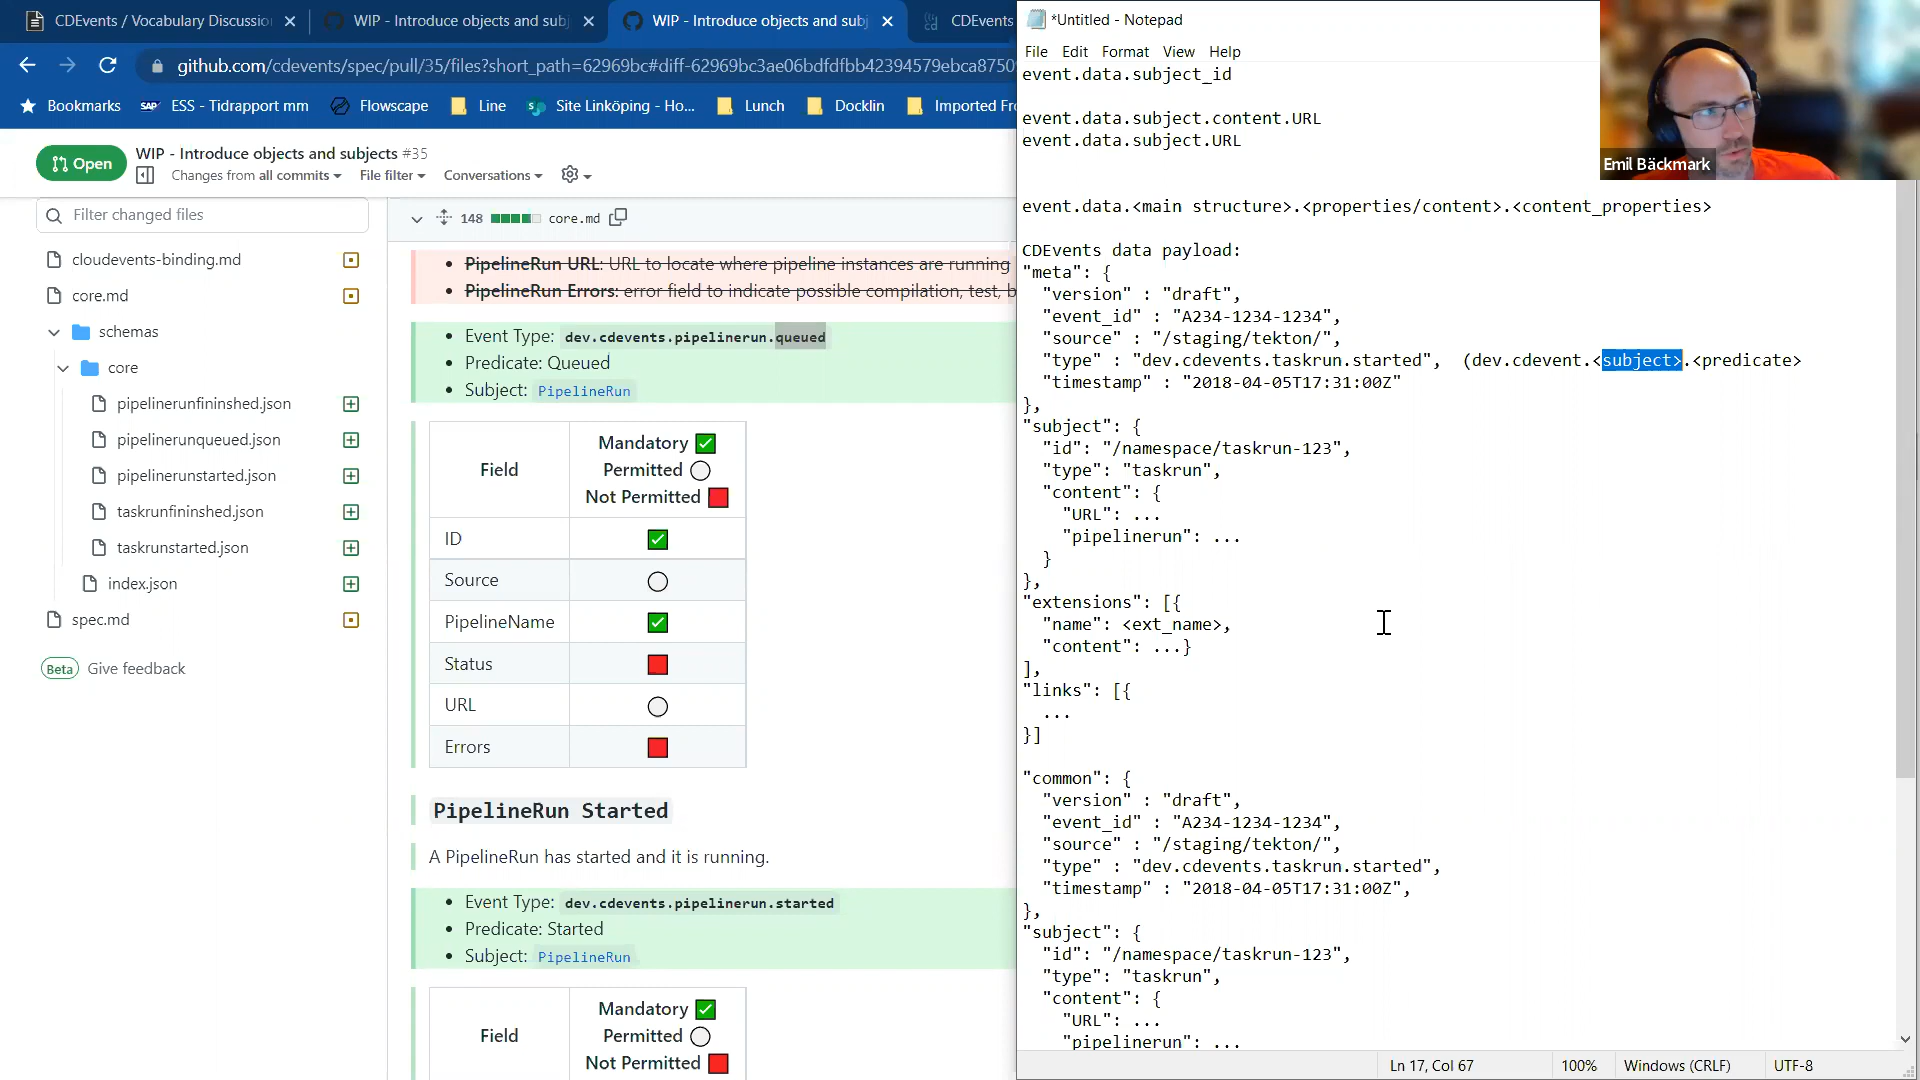 CDEvents / Vocabulary Discussio
WIP - Introduce objects and subj
WIP - Introduce objects and subj
CDEvents
github.com/cdevents/spec/pull/35/files?short_path=62969bc#diff-62969bc3ae06bdfdfbb42394579ebca8750
Bookmarks
ESS - Tidrapport mm
Flowscape
Line
Site Linköping - Ho...
Lunch
Docklin
Imported Fr
Open
WIP - Introduce objects and subjects #35
Changes from all commits
File filter
Conversations
Filter changed files
cloudevents-binding.md
core.md
schemas
core
pipelinerunfininshed.json
pipelinerunqueued.json
pipelinerunstarted.json
taskrunfininshed.json
taskrunstarted.json
index.json
spec.md
Beta Give feedback
148 core.md
PipelineRun URL: URL to locate where pipeline instances are running
PipelineRun Errors: error field to indicate possible compilation, test, b
Event Type: dev.cdevents.pipelinerun.queued
Predicate: Queued
Subject: PipelineRun
Field
Mandatory
Permitted
Not Permitted
ID
Source
PipelineName
Status
URL
Errors
PipelineRun Started
A PipelineRun has started and it is running.
Event Type: dev.cdevents.pipelinerun.started
Predicate: Started
Subject: PipelineRun
Field
Mandatory
Permitted
Not Permitted
*Untitled - Notepad
File Edit Format View Help
event.data.subject_id
event.data.subject.content.URL
event.data.subject.URL
event.data.<main structure>.<properties/content>.<content_properties>
CDEvents data payload:
"meta": {
"version" : "draft",
"event_id" : "A234-1234-1234",
"source" : "/staging/tekton/",
"type" : "dev.cdevents.taskrun.started", (dev.cdevent.<subject>.<predicate>
"timestamp" : "2018-04-05T17:31:00Z"
},
"subject": {
"id": "/namespace/taskrun-123",
"type": "taskrun",
"content": {
"URL": ...
"pipelinerun": ...
}
},
"extensions": [{
"name": <ext_name>,
"content": ...}
],
"links": [{
...
}]
"common": {
"version" : "draft",
"event_id" : "A234-1234-1234",
"source" : "/staging/tekton/",
"type" : "dev.cdevents.taskrun.started",
"timestamp" : "2018-04-05T17:31:00Z",
},
"subject": {
"id": "/namespace/taskrun-123",
"type": "taskrun",
"content": {
"URL": ...
"pipelinerun": ...
Ln 17, Col 67
100%
Windows (CRLF)
UTF-8
Emil Bäckmark